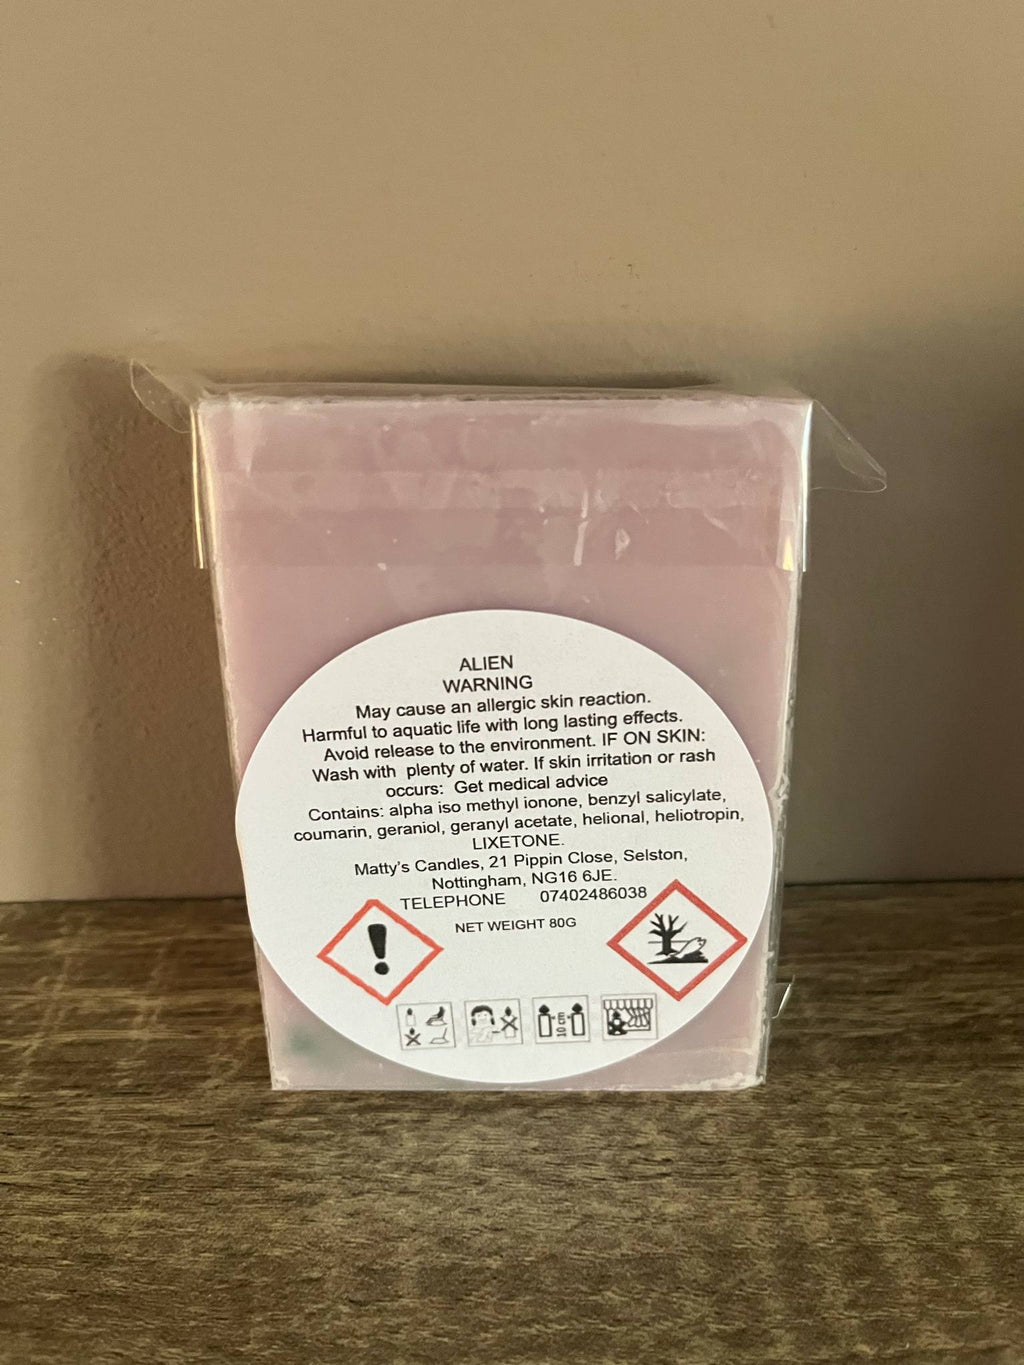 ALIEN
WARNING
May cause an allergic skin reaction.
Harmful to aquatic life with long lasting effects.
Avoid release to the environment. IF ON SKIN:
Wash with plenty of water. If skin irritation or rash
occurs: Get medical advice
Contains: alpha iso methyl ionone, benzyl salicylate,
coumarin, geraniol, geranyl acetate, helional, heliotropin,
LIXETONE.
Matty's Candles, 21 Pippin Close, Selston,
Nottingham, NG16 6JE.
TELEPHONE 07402486038
NET WEIGHT 80G
10 cm